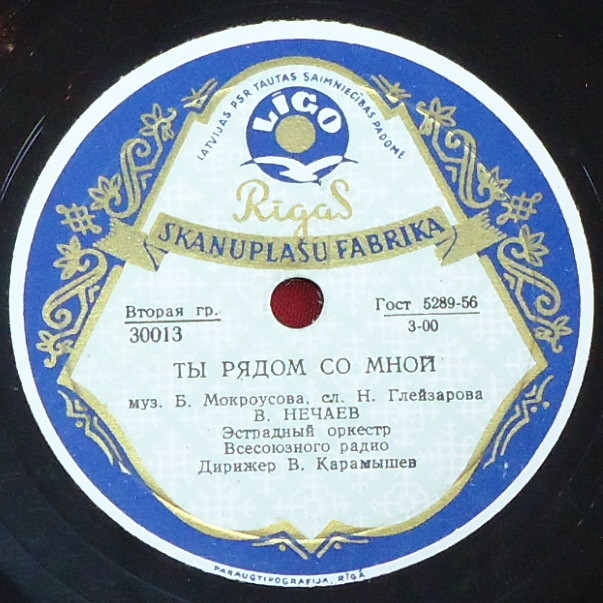 LATVIJAS PSR TAUTAS SAIMNIECĪBAS PADOME
LĪGO
Rīgas
SKAŅUPLAŠU FABRIKA
Вторая гр.
30013
Гост 5289-56
3-00
ТЫ РЯДОМ СО МНОЙ
муз. Б. Мокроусова, сл. Н. Глейзарова
В. НЕЧАЕВ
Эстрадный оркестр
Всесоюзного радио
Дирижер В. Карамышев
PARAUGTIPOGRAFIJA, RĪGĀ